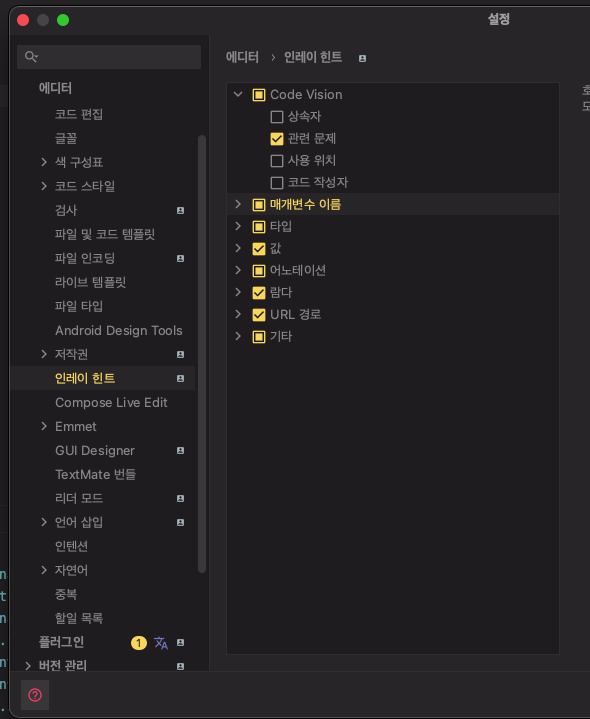 설정
에디터
코드 편집
글꼴
색 구성표
코드 스타일
검사
파일 및 코드 템플릿
파일 인코딩
라이브 템플릿
파일 타입
Android Design Tools
저작권
인레이 힌트
Compose Live Edit
Emmet
GUI Designer
TextMate 번들
리더 모드
언어 삽입
인텐션
자연어
중복
할일 목록
플러그인 1
버전 관리
에디터 › 인레이 힌트
Code Vision
상속자
관련 문제
사용 위치
코드 작성자
매개변수 이름
타입
값
어노테이션
람다
URL 경로
기타